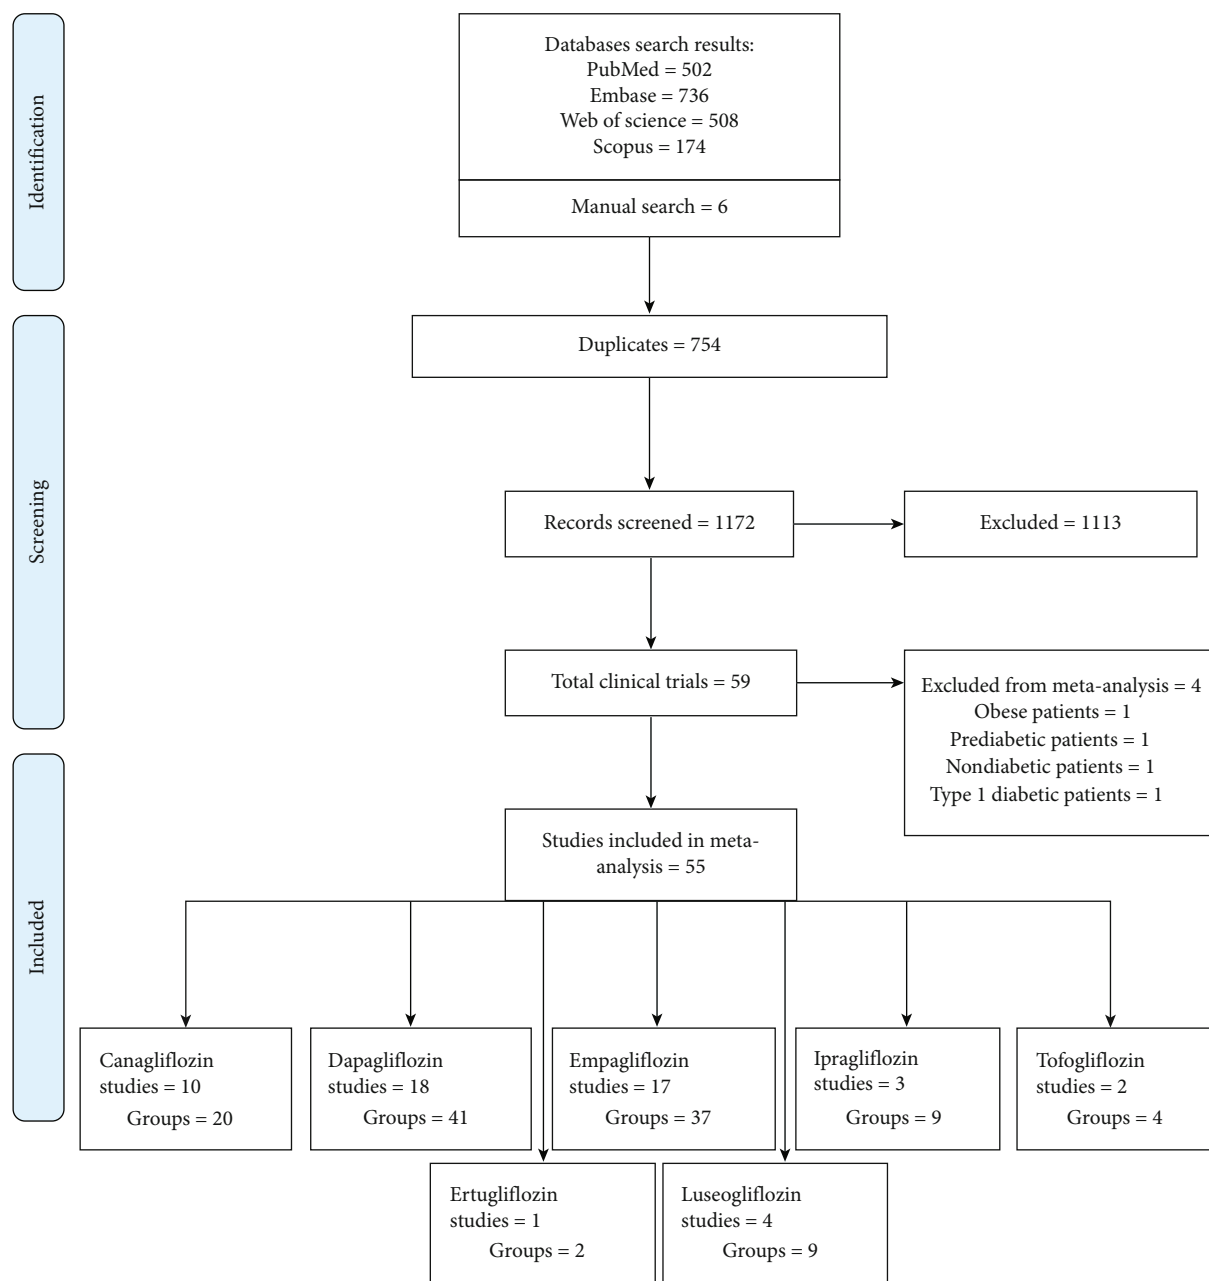 Identification
Databases search results:
PubMed = 502
Embase = 736
Web of science = 508
Scopus = 174
Manual search = 6
Screening
Duplicates = 754
Records screened = 1172
Excluded = 1113
Total clinical trials = 59
Excluded from meta-analysis = 4
Obese patients = 1
Prediabetic patients = 1
Nondiabetic patients = 1
Type 1 diabetic patients = 1
Included
Studies included in meta-
analysis = 55
Canagliflozin
studies = 10
Groups = 20
Dapagliflozin
studies = 18
Groups = 41
Empagliflozin
studies = 17
Groups = 37
Ipragliflozin
studies = 3
Groups = 9
Tofogliflozin
studies = 2
Groups = 4
Ertugliflozin
studies = 1
Groups = 2
Luseogliflozin
studies = 4
Groups = 9